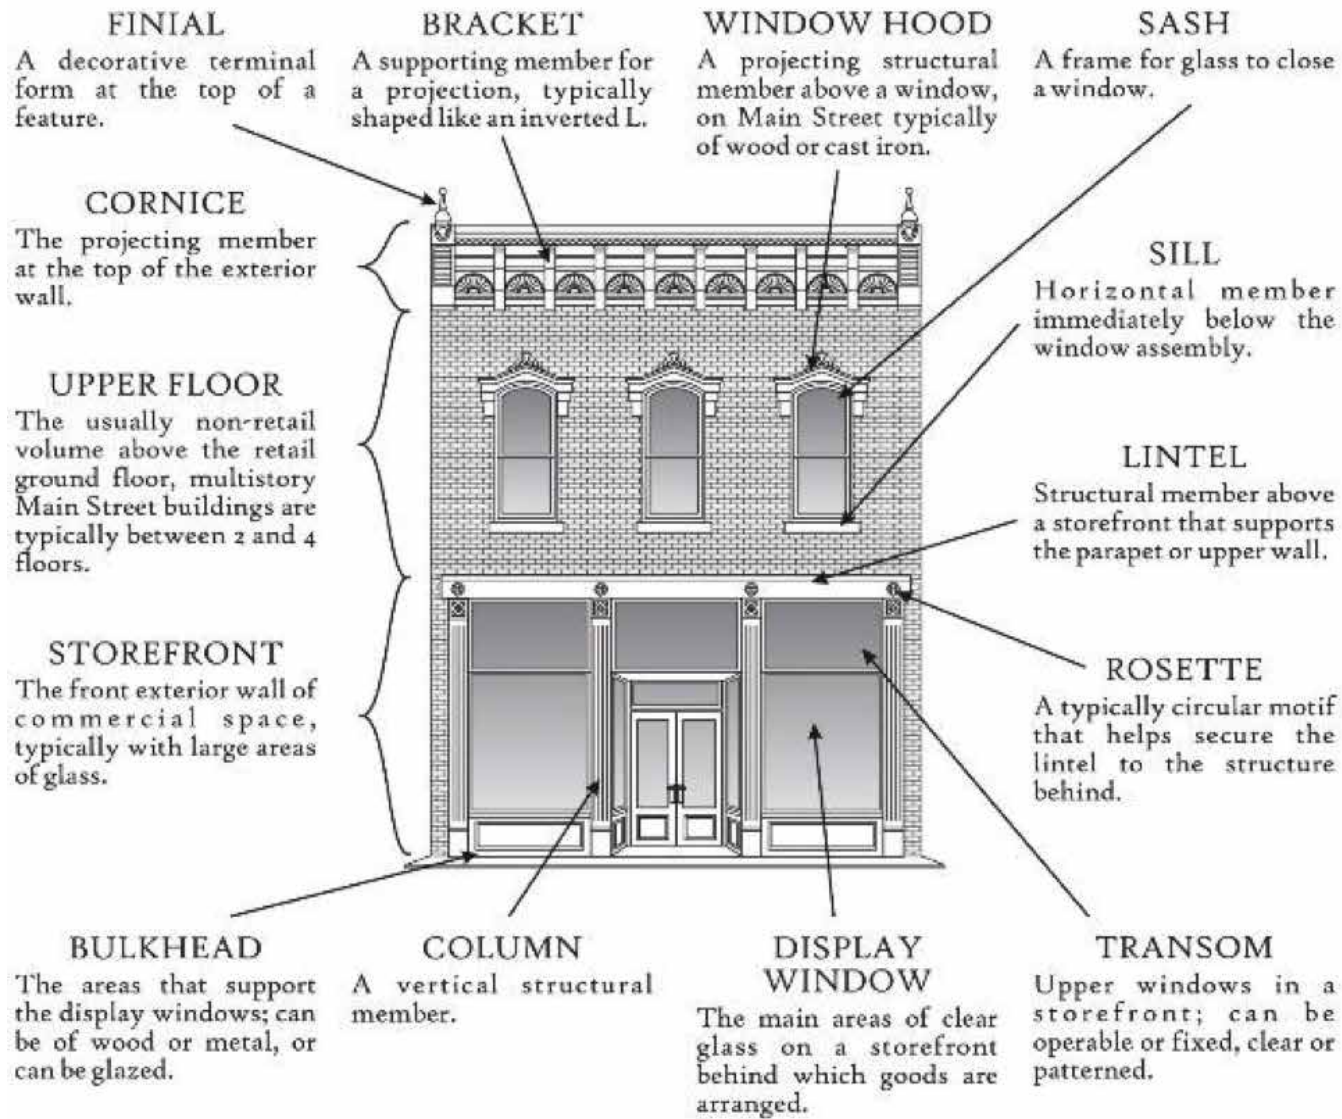 FINIAL
A decorative terminal
form at the top of a
feature.
BRACKET
A supporting member for
a projection, typically
shaped like an inverted L.
WINDOW HOOD
A projecting structural
member above a window,
on Main Street typically
of wood or cast iron.
SASH
A frame for glass to close
a window.
CORNICE
The projecting member
at the top of the exterior
wall.
SILL
Horizontal member
immediately below the
window assembly.
UPPER FLOOR
The usually non-retail
volume above the retail
ground floor, multistory
Main Street buildings are
typically between 2 and 4
floors.
LINTEL
Structural member above
a storefront that supports
the parapet or upper wall.
STOREFRONT
The front exterior wall of
commercial space,
typically with large areas
of glass.
ROSETTE
A typically circular motif
that helps secure the
lintel to the structure
behind.
BULKHEAD
The areas that support
the display windows; can
be of wood or metal, or
can be glazed.
COLUMN
A vertical structural
member.
DISPLAY
WINDOW
The main areas of clear
glass on a storefront
behind which goods are
arranged.
TRANSOM
Upper windows in a
storefront; can be
operable or fixed, clear or
patterned.